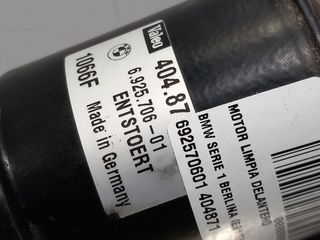 Valeo
404.87
6.925.706-01
ENTSTOERT
1066F
Made in Germany
MOTOR LIMPIA DELANTERO
BMW SERIE 1 BERLINA
692570601 404871